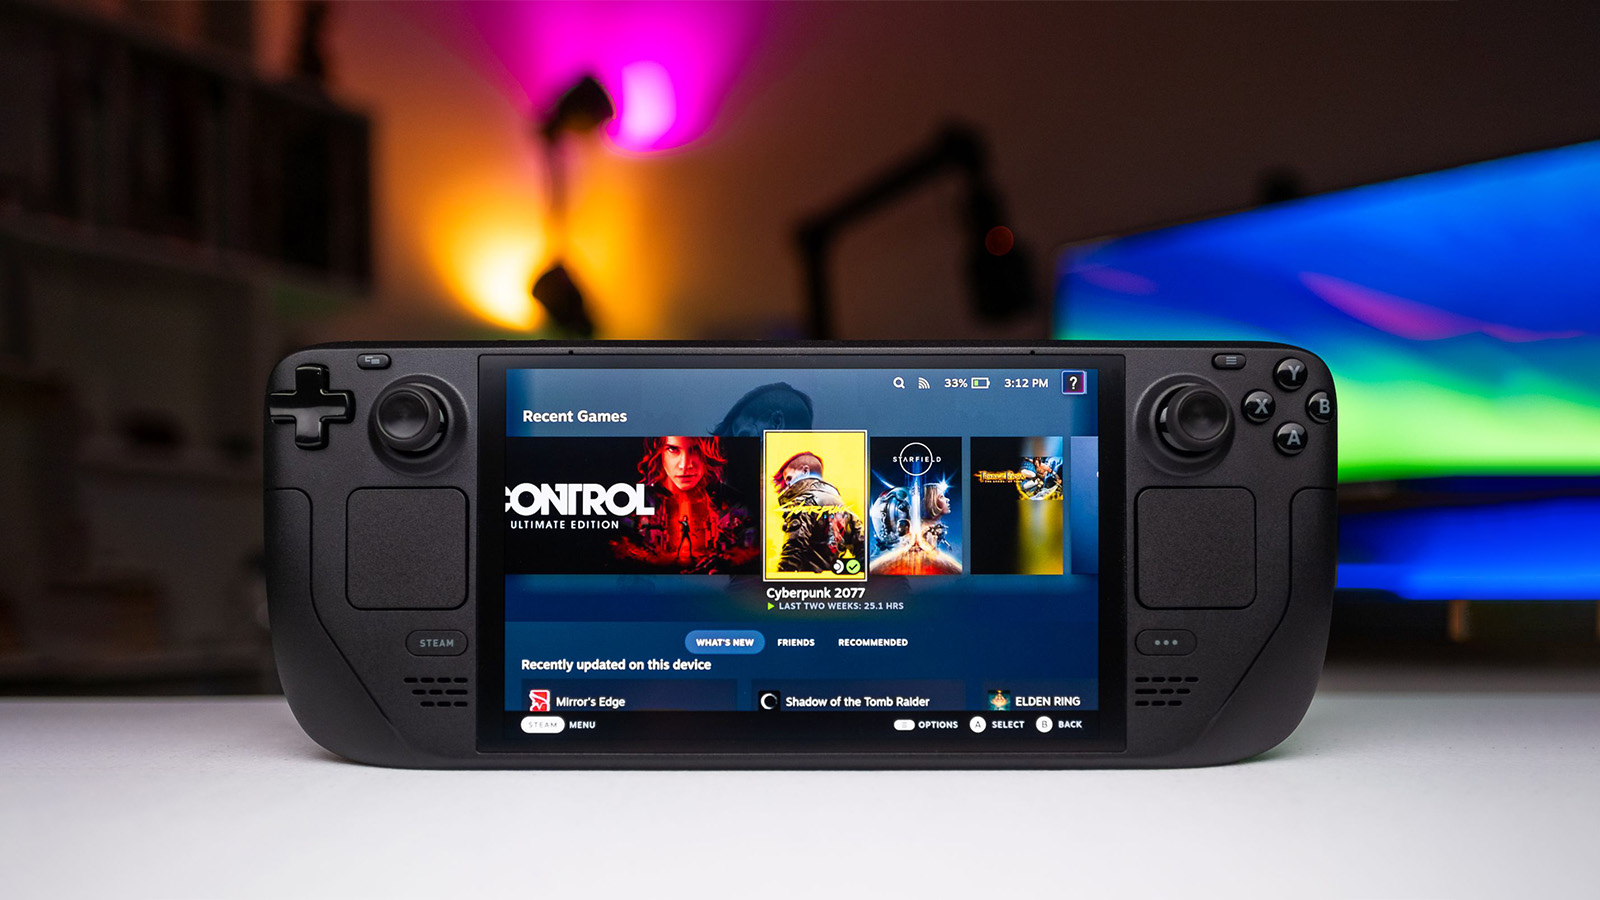 33%
3:12 PM
?
Recent Games
CONTROL
ULTIMATE EDITION
CYBERPUNK
STARFIELD
Cyberpunk 2077
LAST TWO WEEKS: 25.1 HRS
WHAT'S NEW
FRIENDS
RECOMMENDED
Recently updated on this device
Mirror's Edge
Shadow of the Tomb Raider
ELDEN RING
STEAM MENU
OPTIONS
A SELECT
B BACK
STEAM
Y
X
B
A